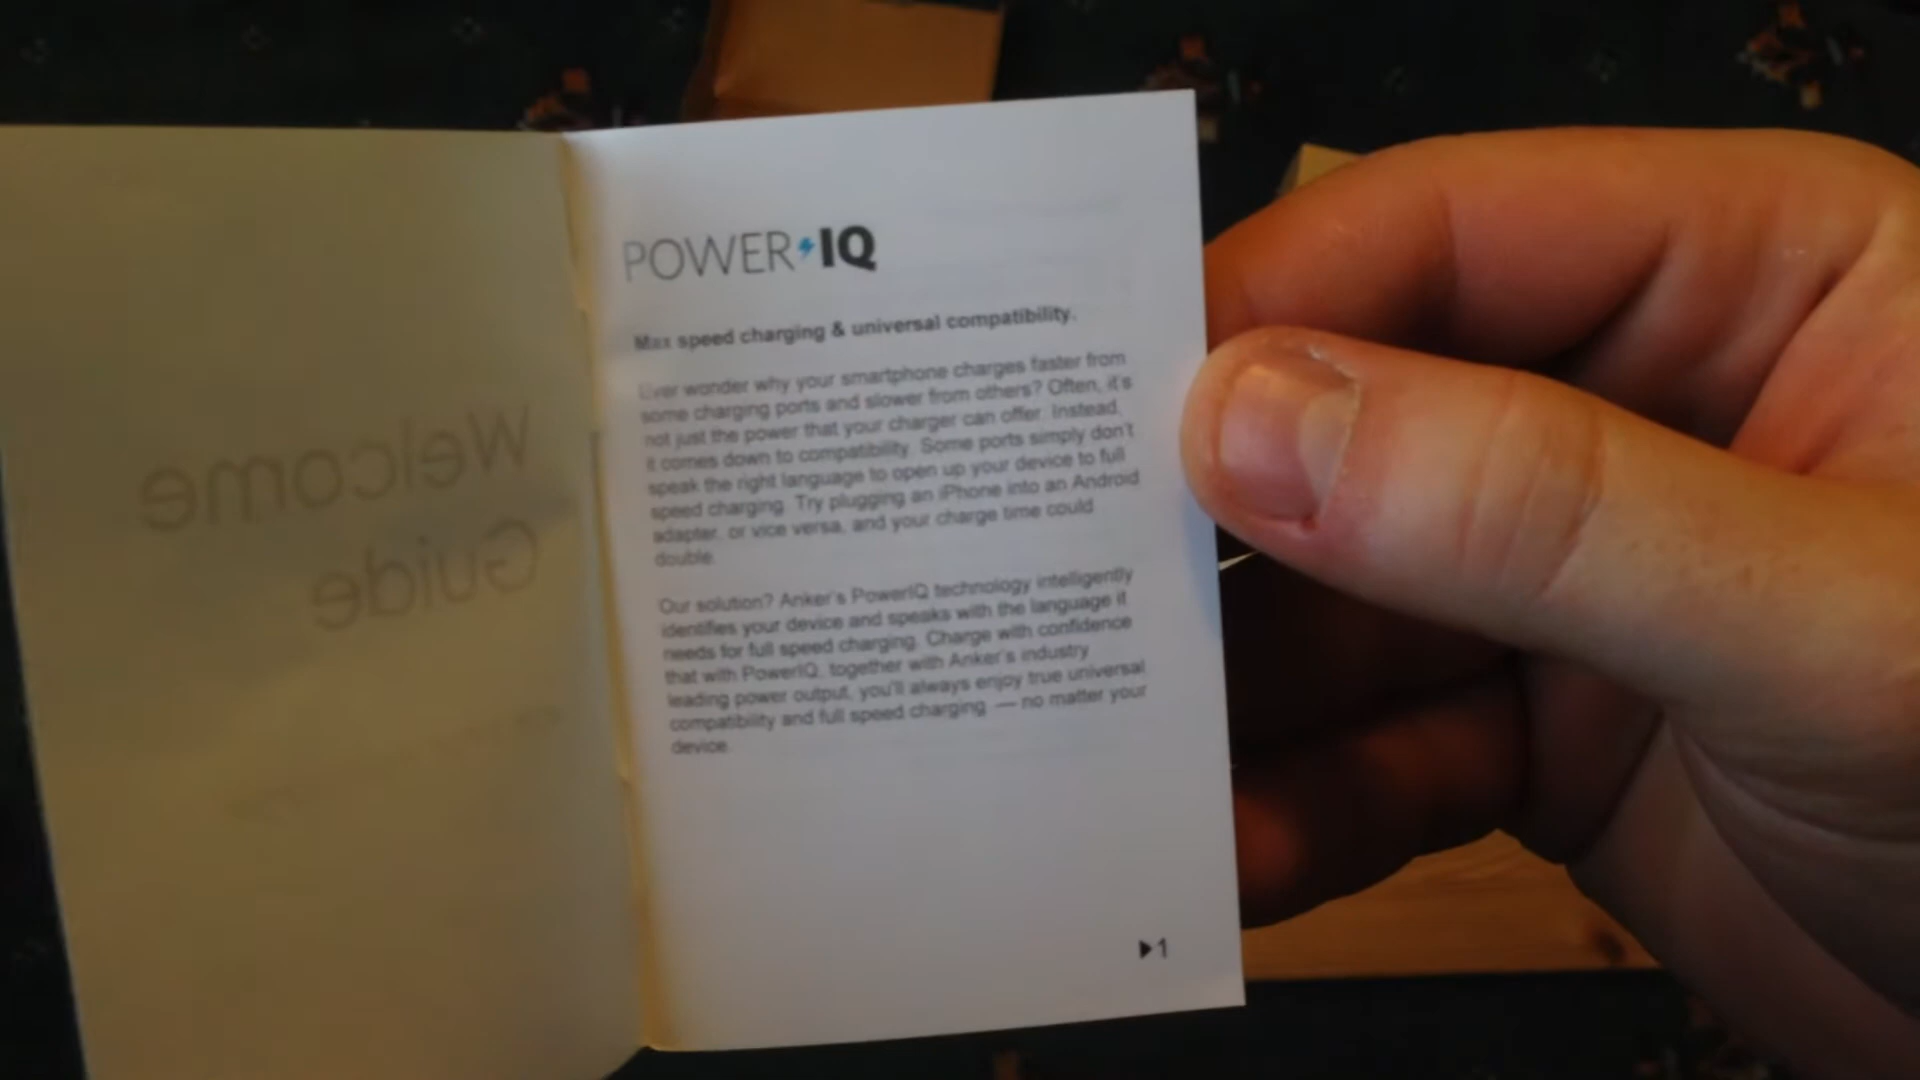 Welcome
Guide
POWER IQ
Max speed charging & universal compatibility.
Ever wonder why your smartphone charges faster from
some charging ports and slower from others? Often, it's
not just the power that your charger can offer. Instead,
it comes down to compatibility. Some ports simply don't
speak the right language to open up your device to full
speed charging. Try plugging an iPhone into an Android
adapter, or vice versa, and your charge time could
double.
Our solution? Anker's PowerIQ technology intelligently
identifies your device and speaks with the language it
needs for full speed charging. Charge with confidence
that with PowerIQ, together with Anker's industry
leading power output, you'll always enjoy true universal
compatibility and full speed charging — no matter your
device.
▶1